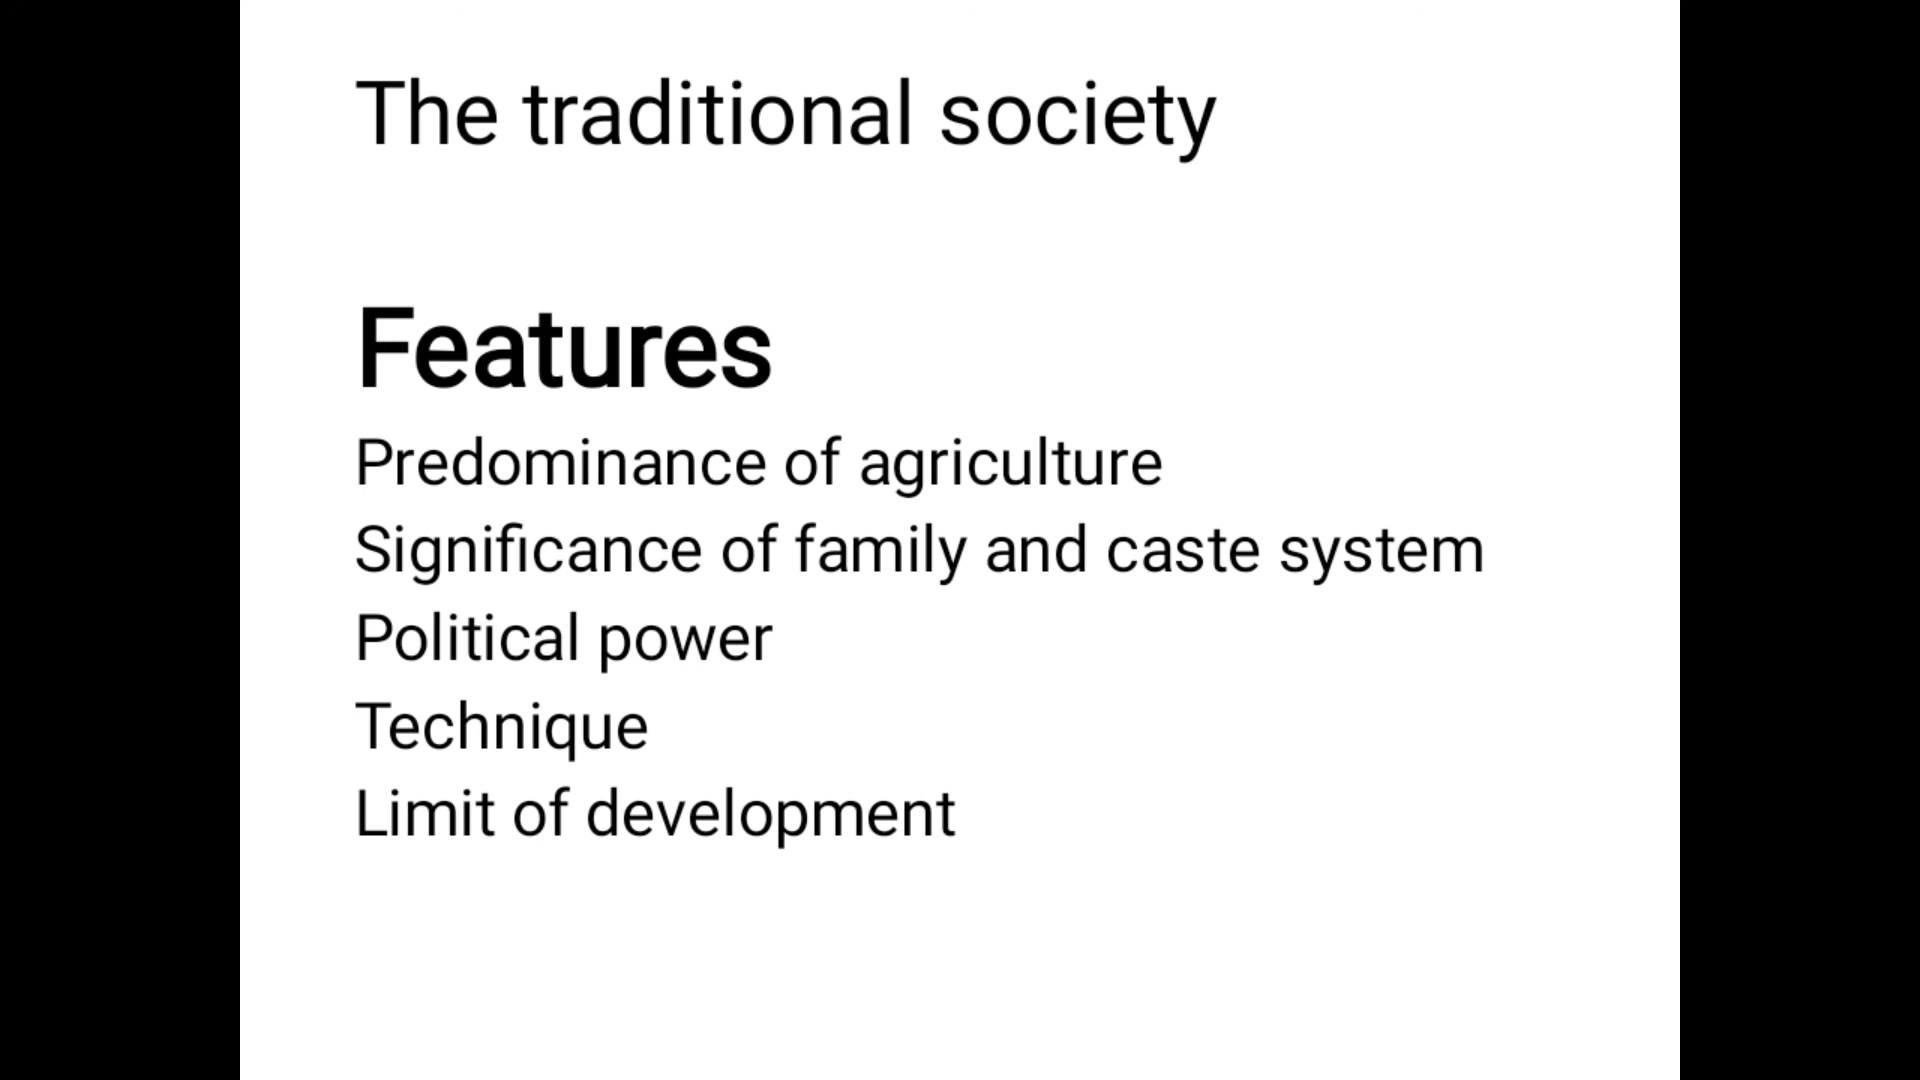 The traditional society
Features
Predominance of agriculture
Significance of family and caste system
Political power
Technique
Limit of development